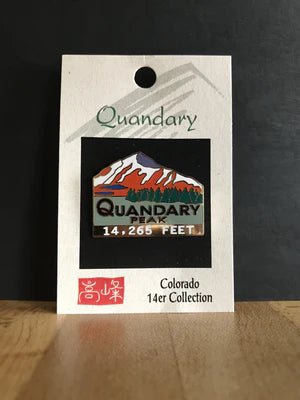 Quandary
QUANDARY
PEAK
14,265 FEET
高峰
Colorado
14er Collection